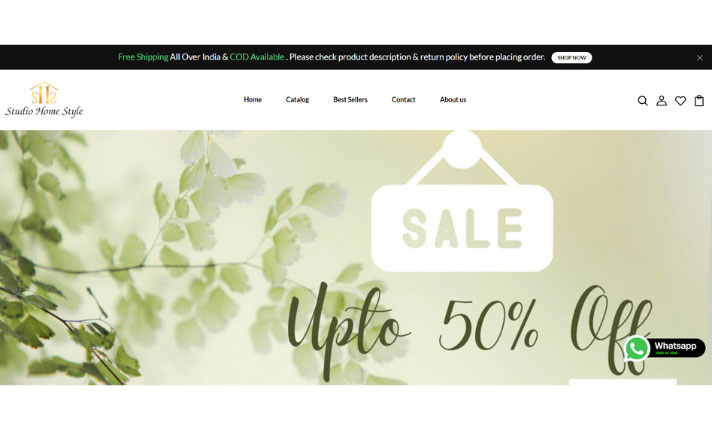 Free Shipping All Over India & COD Available . Please check product description & return policy before placing order. SHOP NOW
Studio Home Style
Home Catalog Best Sellers Contact About us
SALE
Upto 50% Off
Whatsapp
click to chat